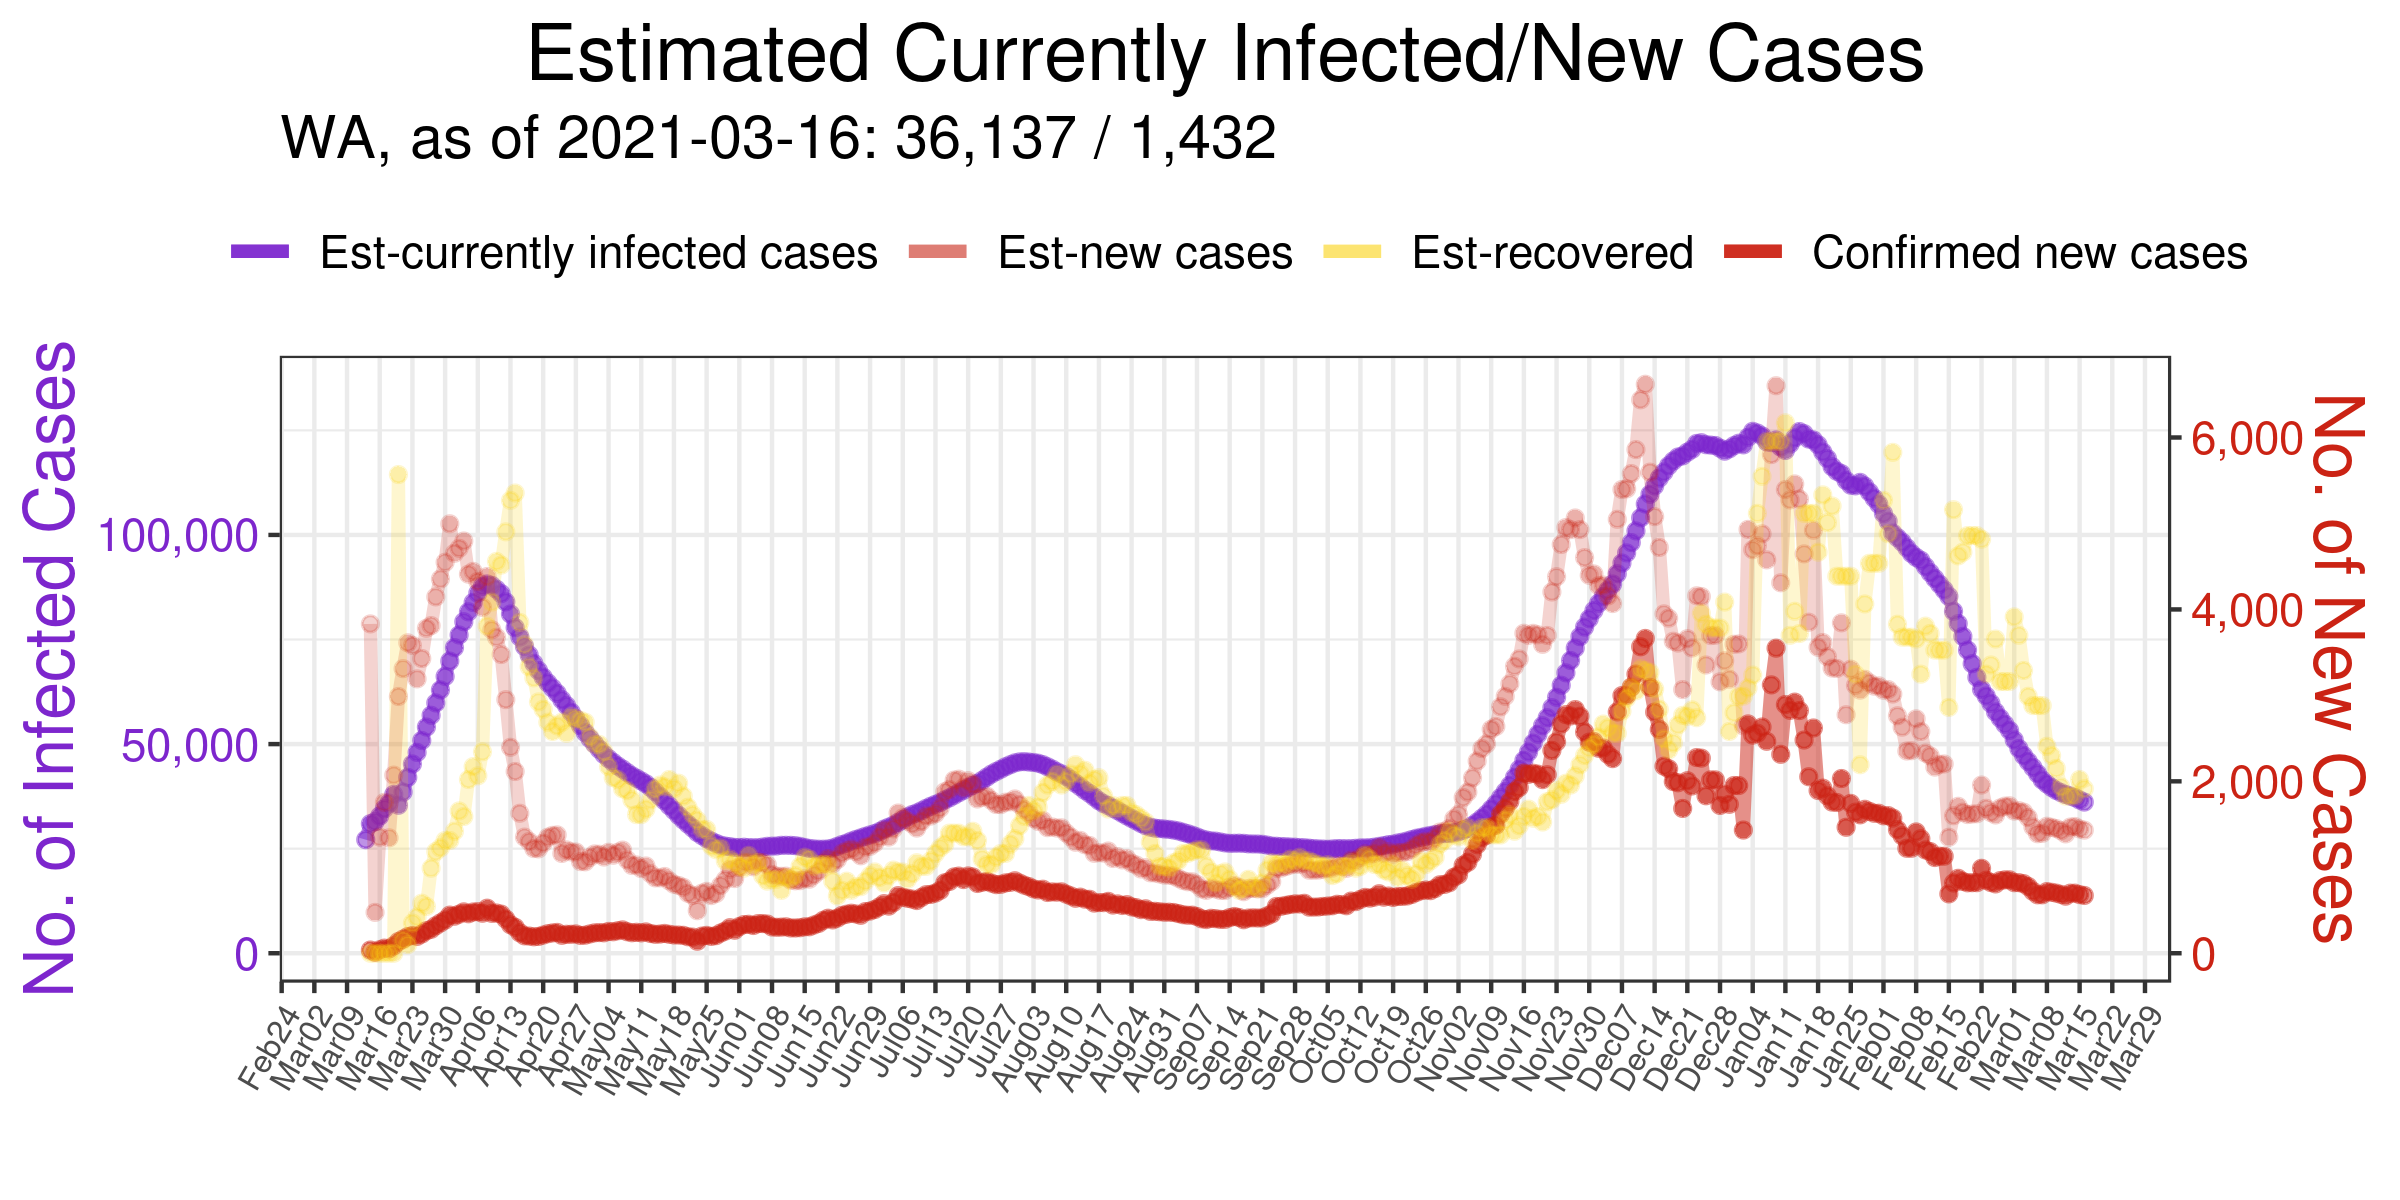 Estimated Currently Infected/New Cases
WA, as of 2021-03-16: 36,137 / 1,432
Est-currently infected cases Est-new cases Est-recovered Confirmed new cases
No. of Infected Cases
100,000
50,000
0
6,000
4,000
2,000
0
No. of New Cases
Feb24 Mar02 Mar09 Mar16 Mar23 Mar30 Apr06 Apr13 Apr20 Apr27 May04 May11 May18 May25 Jun01 Jun08 Jun15 Jun22 Jun29 Jul06 Jul13 Jul20 Jul27 Aug03 Aug10 Aug17 Aug24 Aug31 Sep07 Sep14 Sep21 Sep28 Oct05 Oct12 Oct19 Oct26 Nov02 Nov09 Nov16 Nov23 Nov30 Dec07 Dec14 Dec21 Dec28 Jan04 Jan11 Jan18 Jan25 Feb01 Feb08 Feb15 Feb22 Mar01 Mar08 Mar15 Mar22 Mar29